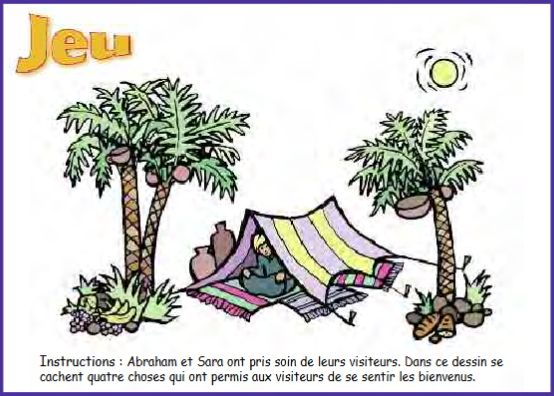 Jeu
Instructions : Abraham et Sara ont pris soin de leurs visiteurs. Dans ce dessin se
cachent quatre choses qui ont permis aux visiteurs de se sentir les bienvenus.